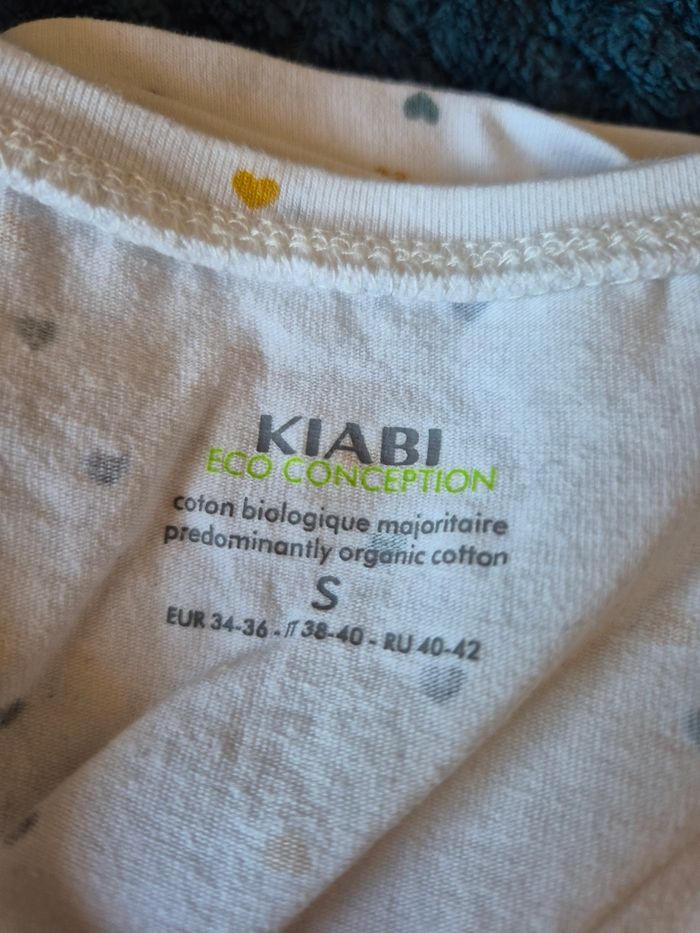 KIABI
ECO CONCEPTION
coton biologique majoritaire
predominantly organic cotton
S
EUR 34-36 - IT 38-40 - RU 40-42